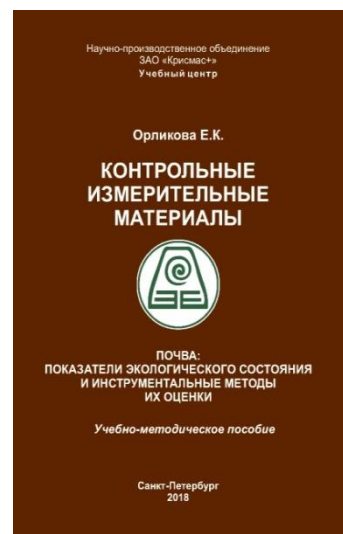 Научно-производственное объединение
ЗАО «Крисмас+»
Учебный центр
Орликова Е.К.
КОНТРОЛЬНЫЕ
ИЗМЕРИТЕЛЬНЫЕ
МАТЕРИАЛЫ
ПОЧВА:
ПОКАЗАТЕЛИ ЭКОЛОГИЧЕСКОГО СОСТОЯНИЯ
И ИНСТРУМЕНТАЛЬНЫЕ МЕТОДЫ
ИХ ОЦЕНКИ
Учебно-методическое пособие
Санкт-Петербург
2018